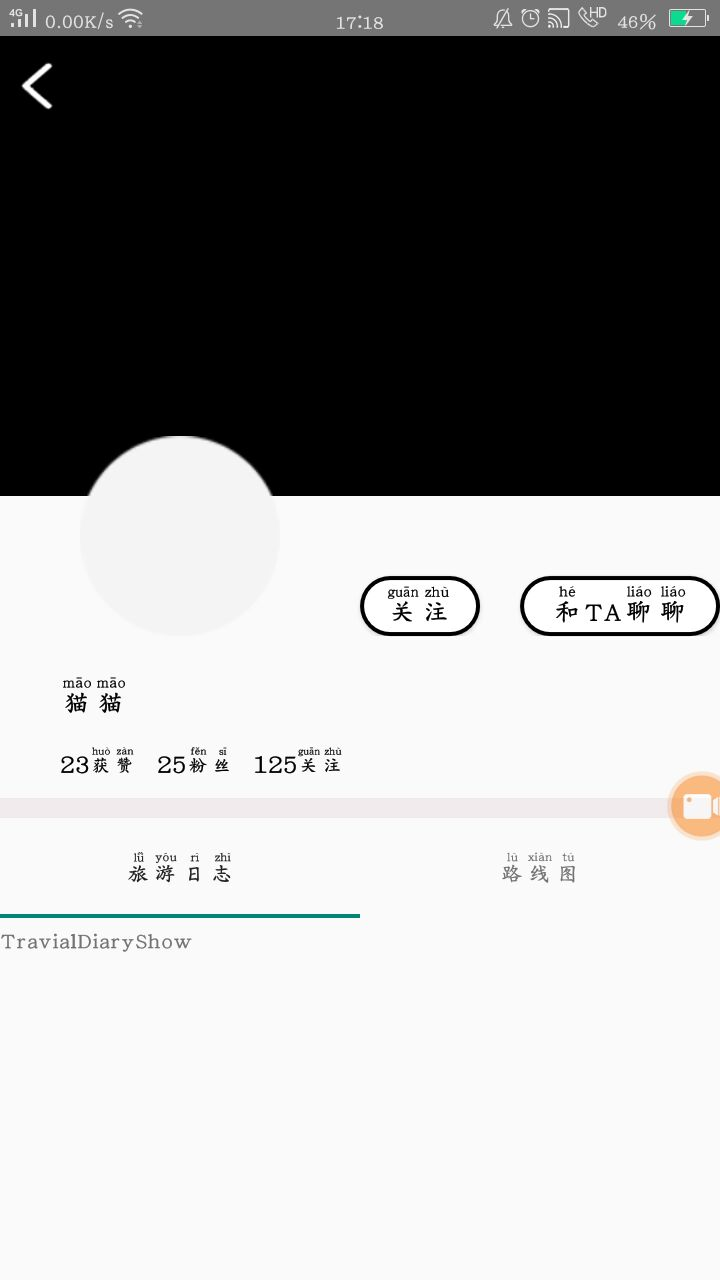 4G 0.00K/s 17:18 HD 46%
guān zhù hé liáo liáo
关注 和TA聊聊
māo māo
猫猫
huò zàn fěn sī guān zhù
23获赞 25粉丝 125关注
lǚ yóu rì zhì lù xiàn tú
旅游日志 路线图
TravialDiaryShow